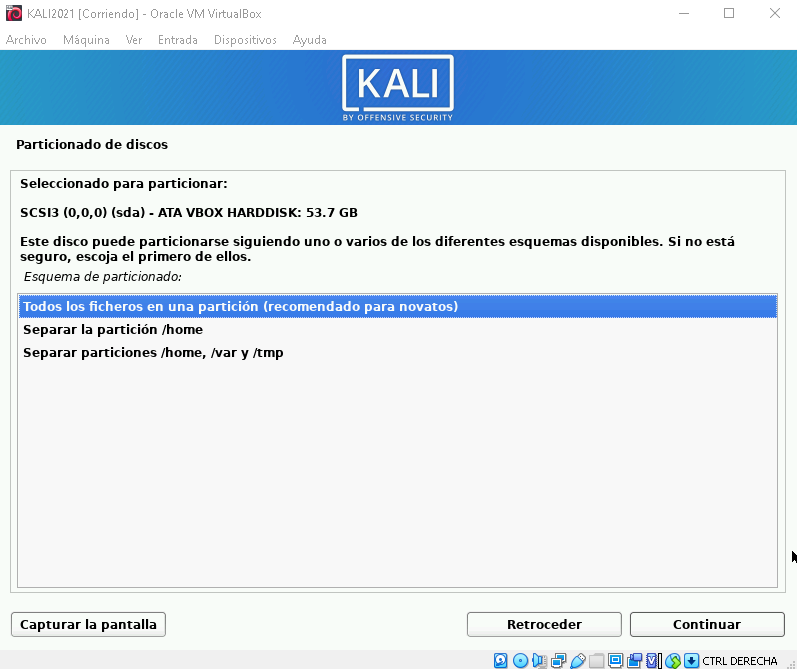 KALI2021 [Corriendo] - Oracle VM VirtualBox
Archivo Máquina Ver Entrada Dispositivos Ayuda
KALI
BY OFFENSIVE SECURITY
Particionado de discos
Seleccionado para particionar:
SCSI3 (0,0,0) (sda) - ATA VBOX HARDDISK: 53.7 GB
Este disco puede particionarse siguiendo uno o varios de los diferentes esquemas disponibles. Si no está
seguro, escoja el primero de ellos.
Esquema de particionado:
Todos los ficheros en una partición (recomendado para novatos)
Separar la partición /home
Separar particiones /home, /var y /tmp
Capturar la pantalla Retroceder Continuar
CTRL DERECHA